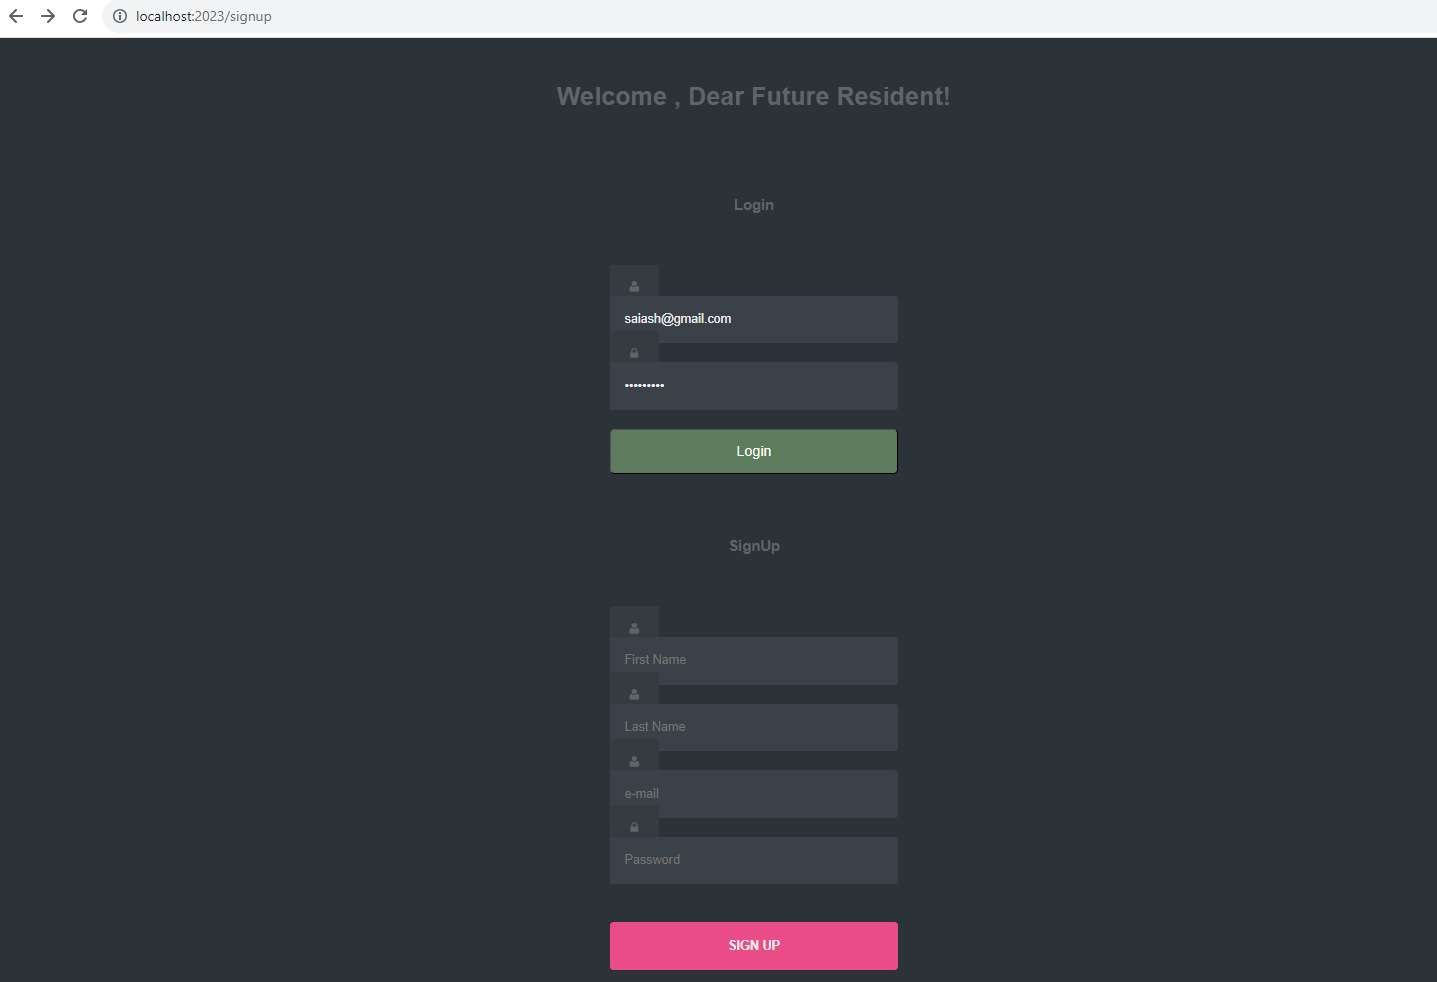 localhost:2023/signup
Welcome , Dear Future Resident!
Login
saiash@gmail.com
•••••••••
Login
SignUp
First Name
Last Name
e-mail
Password
SIGN UP